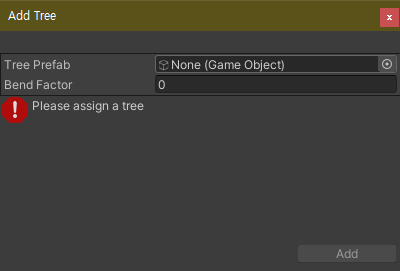 Add Tree
x
Tree Prefab None (Game Object)
Bend Factor 0
! Please assign a tree
Add